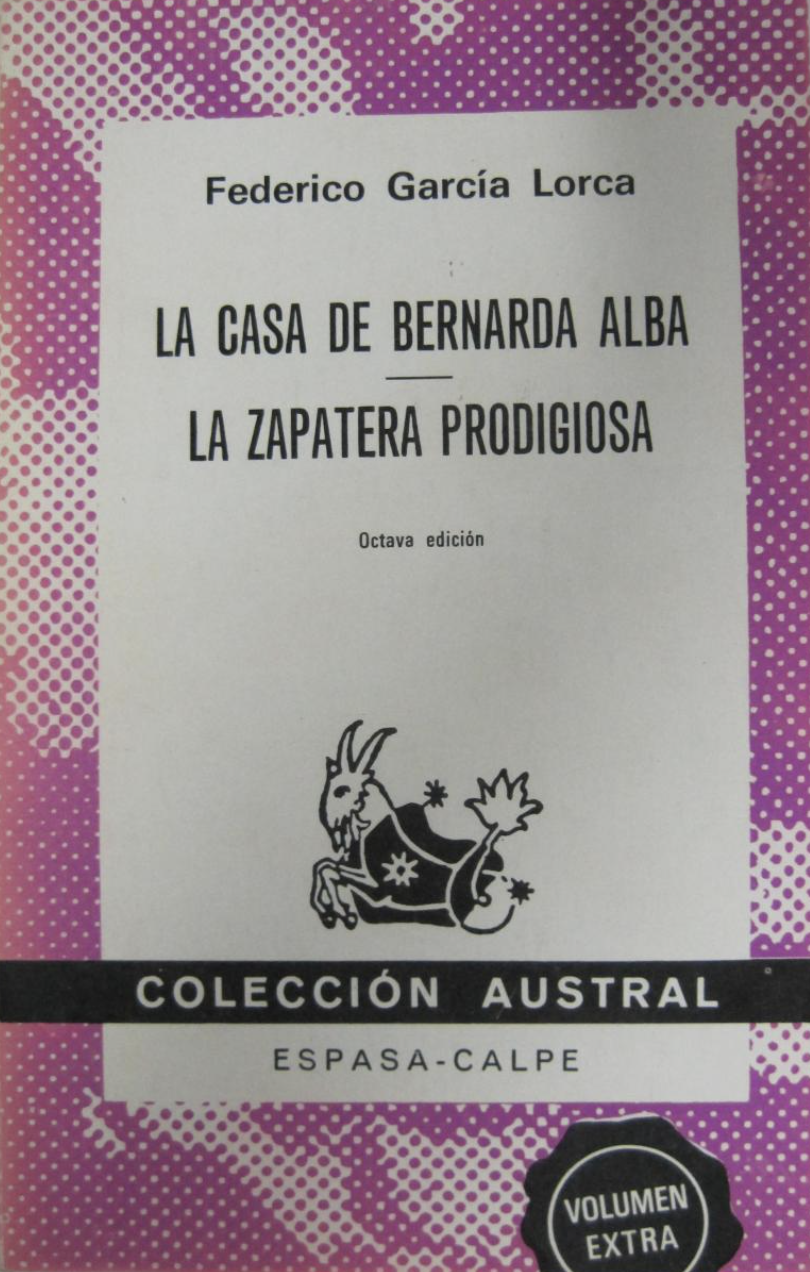 Federico García Lorca
LA CASA DE BERNARDA ALBA
LA ZAPATERA PRODIGIOSA
Octava edición
COLECCIÓN AUSTRAL
ESPASA-CALPE
VOLUMEN
EXTRA